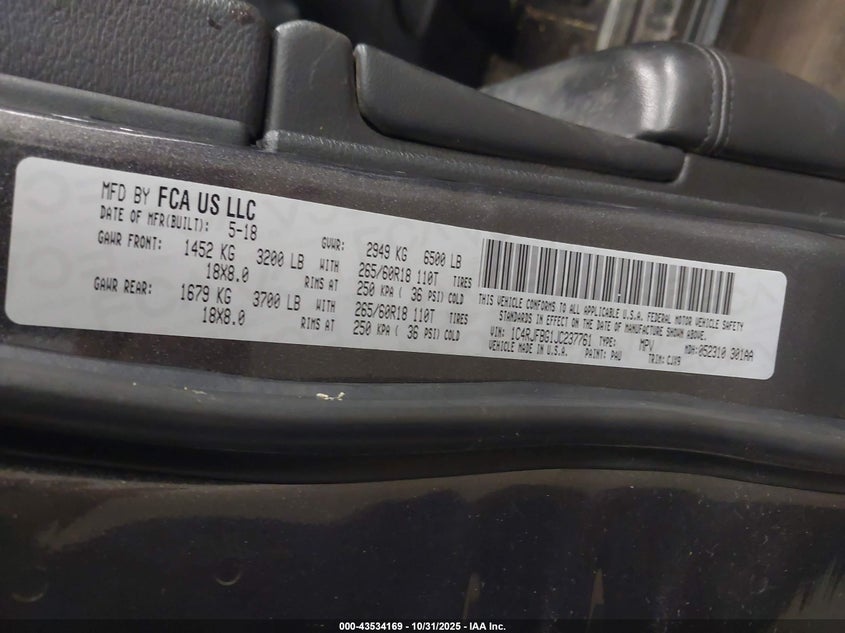 MFD BY FCA US LLC
DATE OF MFR(BUILT): 5-18 GVWR: 2949 KG 6500 LB
GAWR FRONT: 1452 KG 3200 LB WITH 265/60R18 110T TIRES
18X8.0 RIMS AT 250 KPA ( 36 PSI) COLD
GAWR REAR: 1679 KG 3700 LB WITH 265/60R18 110T TIRES
18X8.0 RIMS AT 250 KPA ( 36 PSI) COLD
THIS VEHICLE CONFORMS TO ALL APPLICABLE U.S.A. FEDERAL MOTOR VEHICLE SAFETY
STANDARDS IN EFFECT ON THE DATE OF MANUFACTURE SHOWN ABOVE.
VIN: 1C4RJFBG1JC237761 TYPE: MPV MDH: 052310 301AA
VEHICLE MADE IN U.S.A. PAINT: PAU TRIM: CJX9
000-43534169 - 10/31/2025 - IAA Inc.